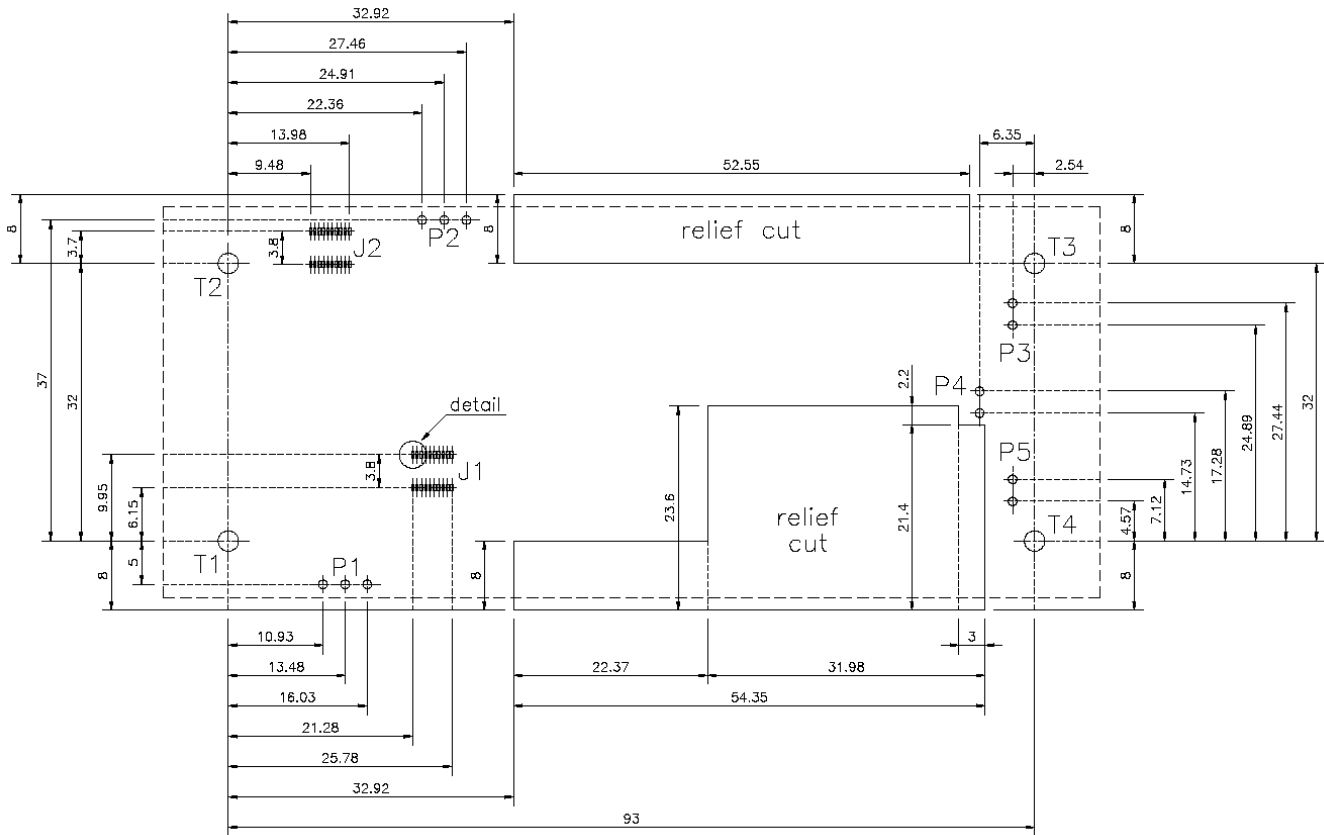 32.92
27.46
24.91
22.36
13.98
9.48
6.35
52.55
2.54
8
3.7
3.8
8
8
P2
J2
relief cut
T2
T3
37
32
P3
2.2
P4
detail
27.44
32
24.89
17.28
14.73
9.95
6.15
3.8
J1
23.6
21.4
relief
cut
P5
7.12
4.57
T1
T4
5
8
P1
8
8
10.93
3
13.48
22.37
31.98
16.03
54.35
21.28
25.78
32.92
93